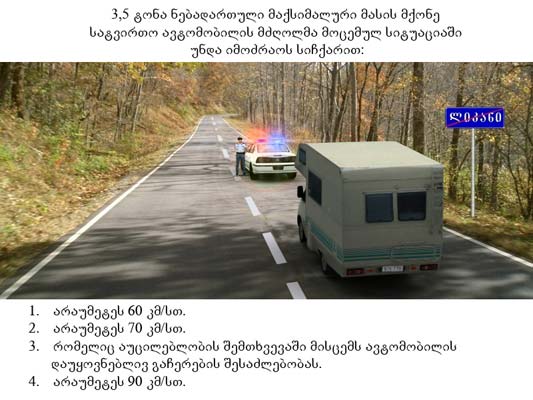 3,5 ტონა ნებადართული მაქსიმალური მასის მქონე
სატვირთო ავტომობილის მძღოლმა მოცემულ სიტუაციაში
უნდა იმოძრაოს სიჩქარით:
ლიკანი
1. არაუმეტეს 60 კმ/სთ.
2. არაუმეტეს 70 კმ/სთ.
3. რომელიც აუცილებლობის შემთხვევაში მისცემს ავტომობილის
დაუყოვნებლივ გაჩერების შესაძლებობას.
4. არაუმეტეს 90 კმ/სთ.